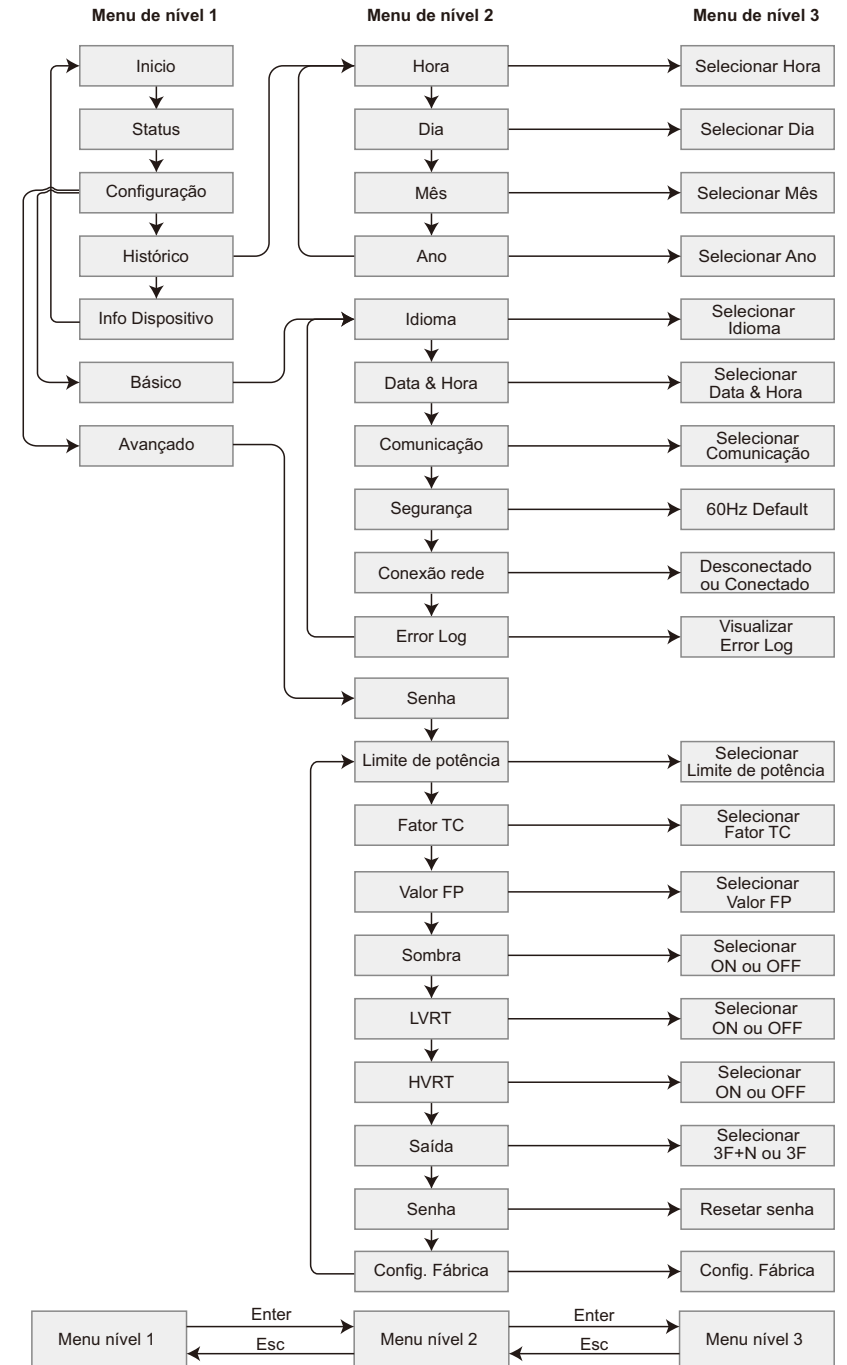 Menu de nível 1
Menu de nível 2
Menu de nível 3
Inicio
Hora
Selecionar Hora
Status
Dia
Selecionar Dia
Configuração
Mês
Selecionar Mês
Histórico
Ano
Selecionar Ano
Info Dispositivo
Idioma
Selecionar
Idioma
Básico
Data & Hora
Selecionar
Data & Hora
Avançado
Comunicação
Selecionar
Comunicação
Segurança
60Hz Default
Conexão rede
Desconectado
ou Conectado
Error Log
Visualizar
Error Log
Senha
Limite de potência
Selecionar
Limite de potência
Fator TC
Selecionar
Fator TC
Valor FP
Selecionar
Valor FP
Sombra
Selecionar
ON ou OFF
LVRT
Selecionar
ON ou OFF
HVRT
Selecionar
ON ou OFF
Saída
Selecionar
3F+N ou 3F
Senha
Resetar senha
Config. Fábrica
Config. Fábrica
Menu nível 1
Enter
Esc
Menu nível 2
Enter
Esc
Menu nível 3